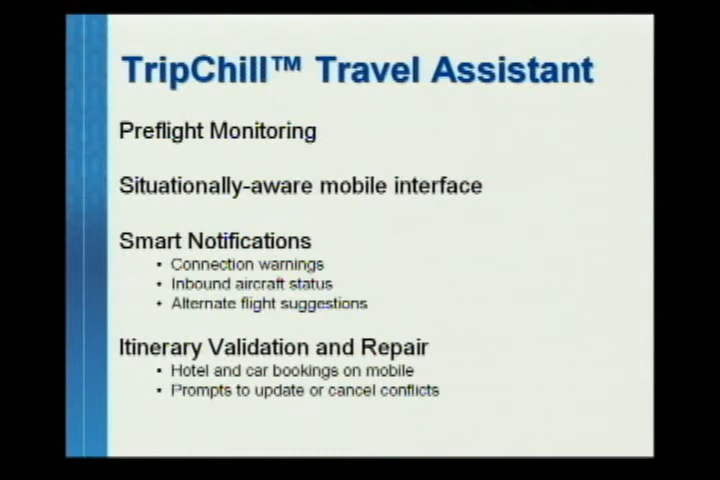 TripChill™ Travel Assistant
Preflight Monitoring
Situationally-aware mobile interface
Smart Notifications
• Connection warnings
• Inbound aircraft status
• Alternate flight suggestions
Itinerary Validation and Repair
• Hotel and car bookings on mobile
• Prompts to update or cancel conflicts